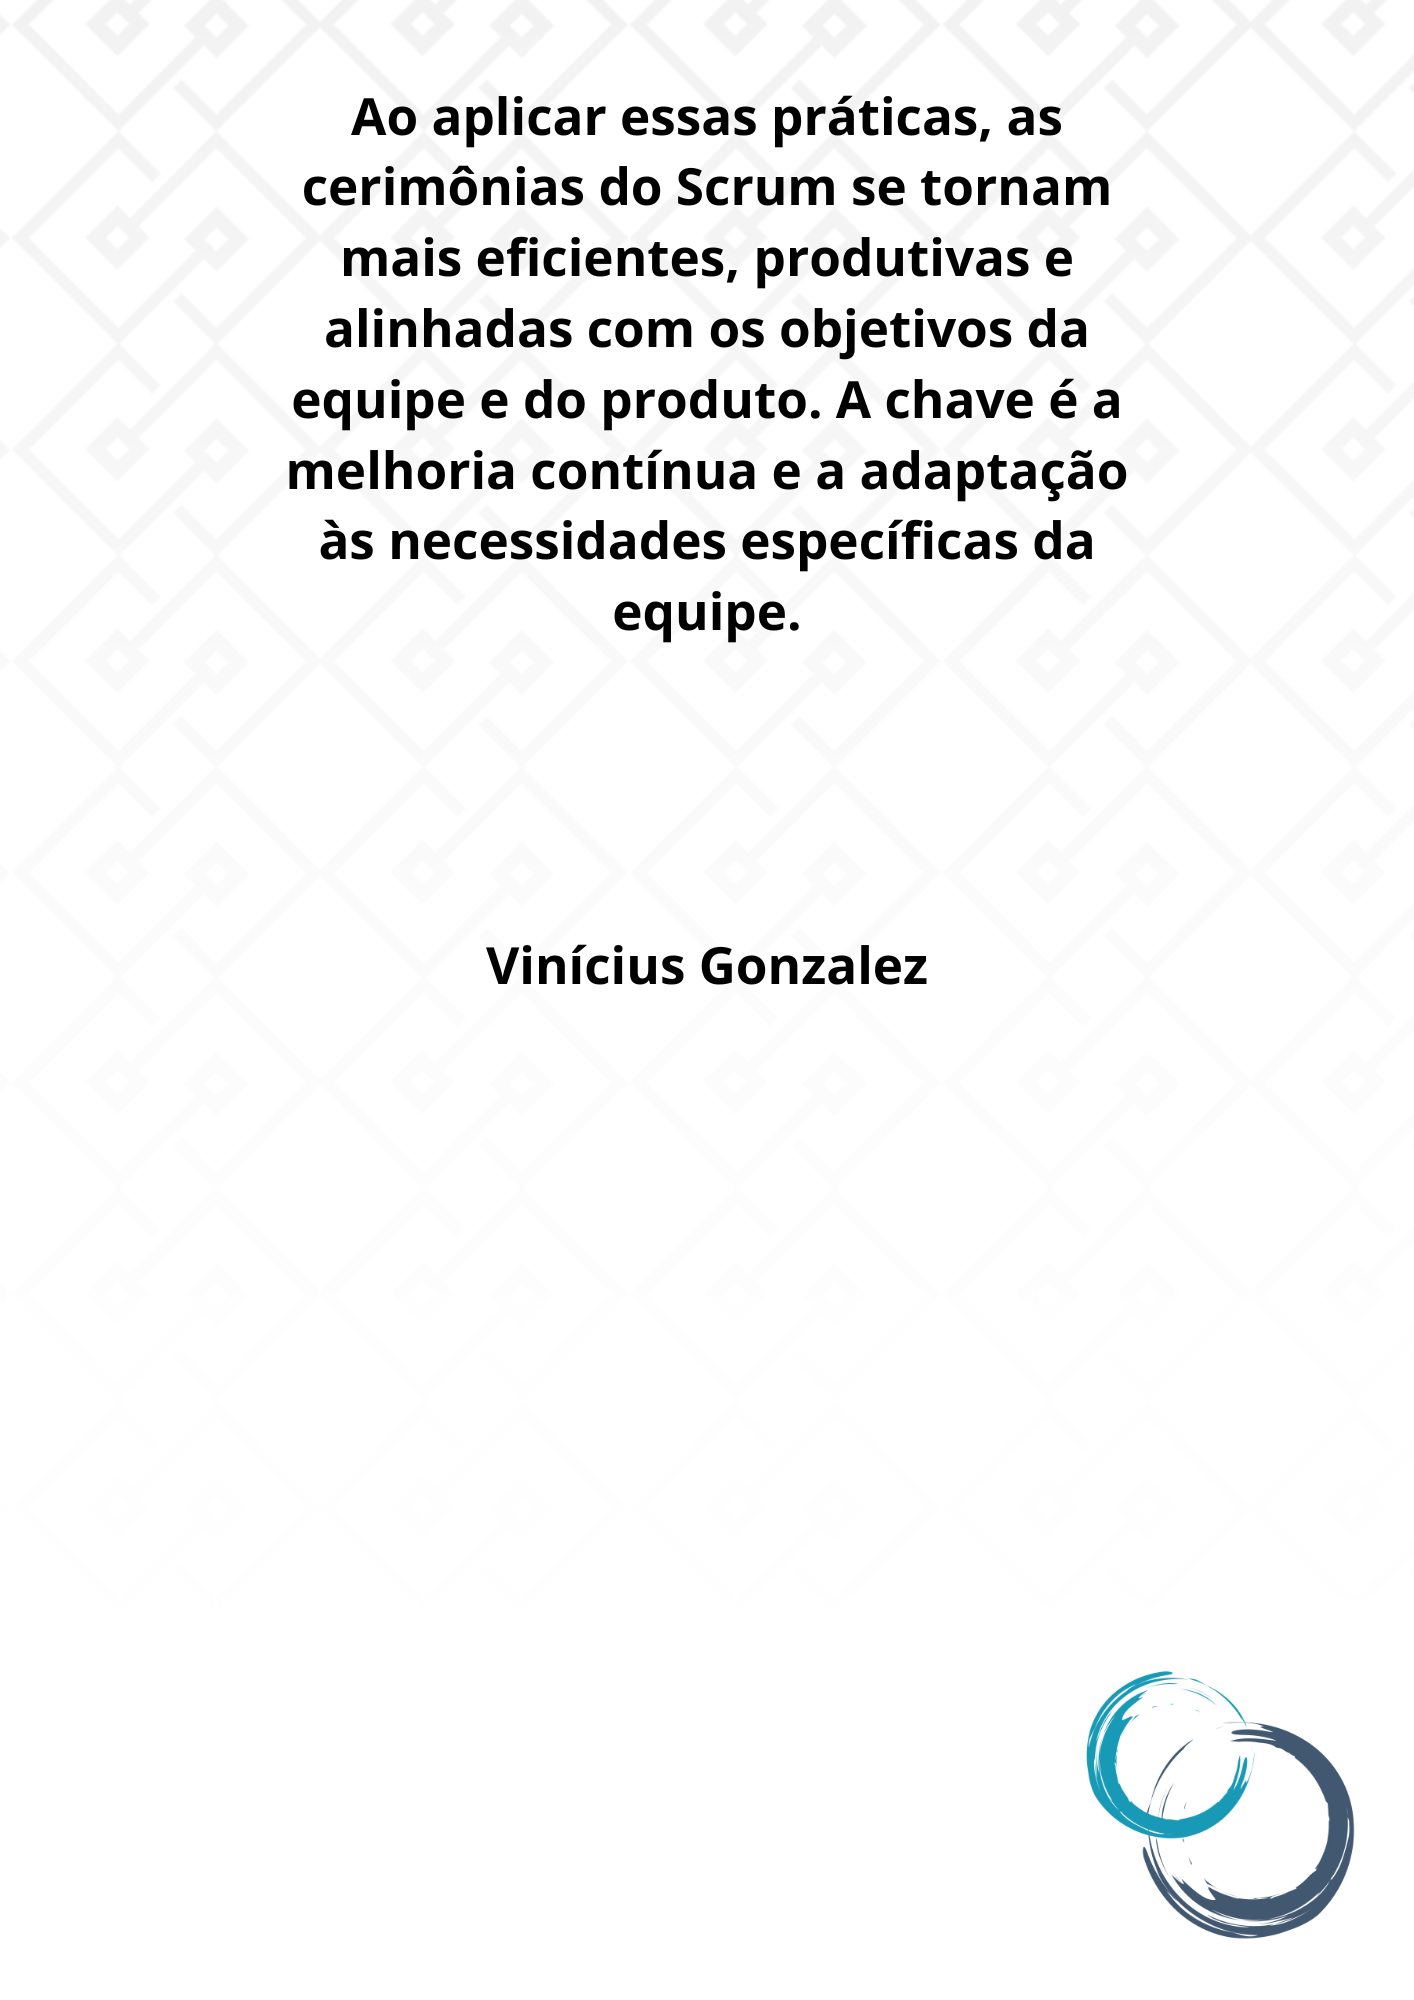 Ao aplicar essas práticas, as
cerimônias do Scrum se tornam
mais eficientes, produtivas e
alinhadas com os objetivos da
equipe e do produto. A chave é a
melhoria contínua e a adaptação
às necessidades específicas da
equipe.
Vinícius Gonzalez